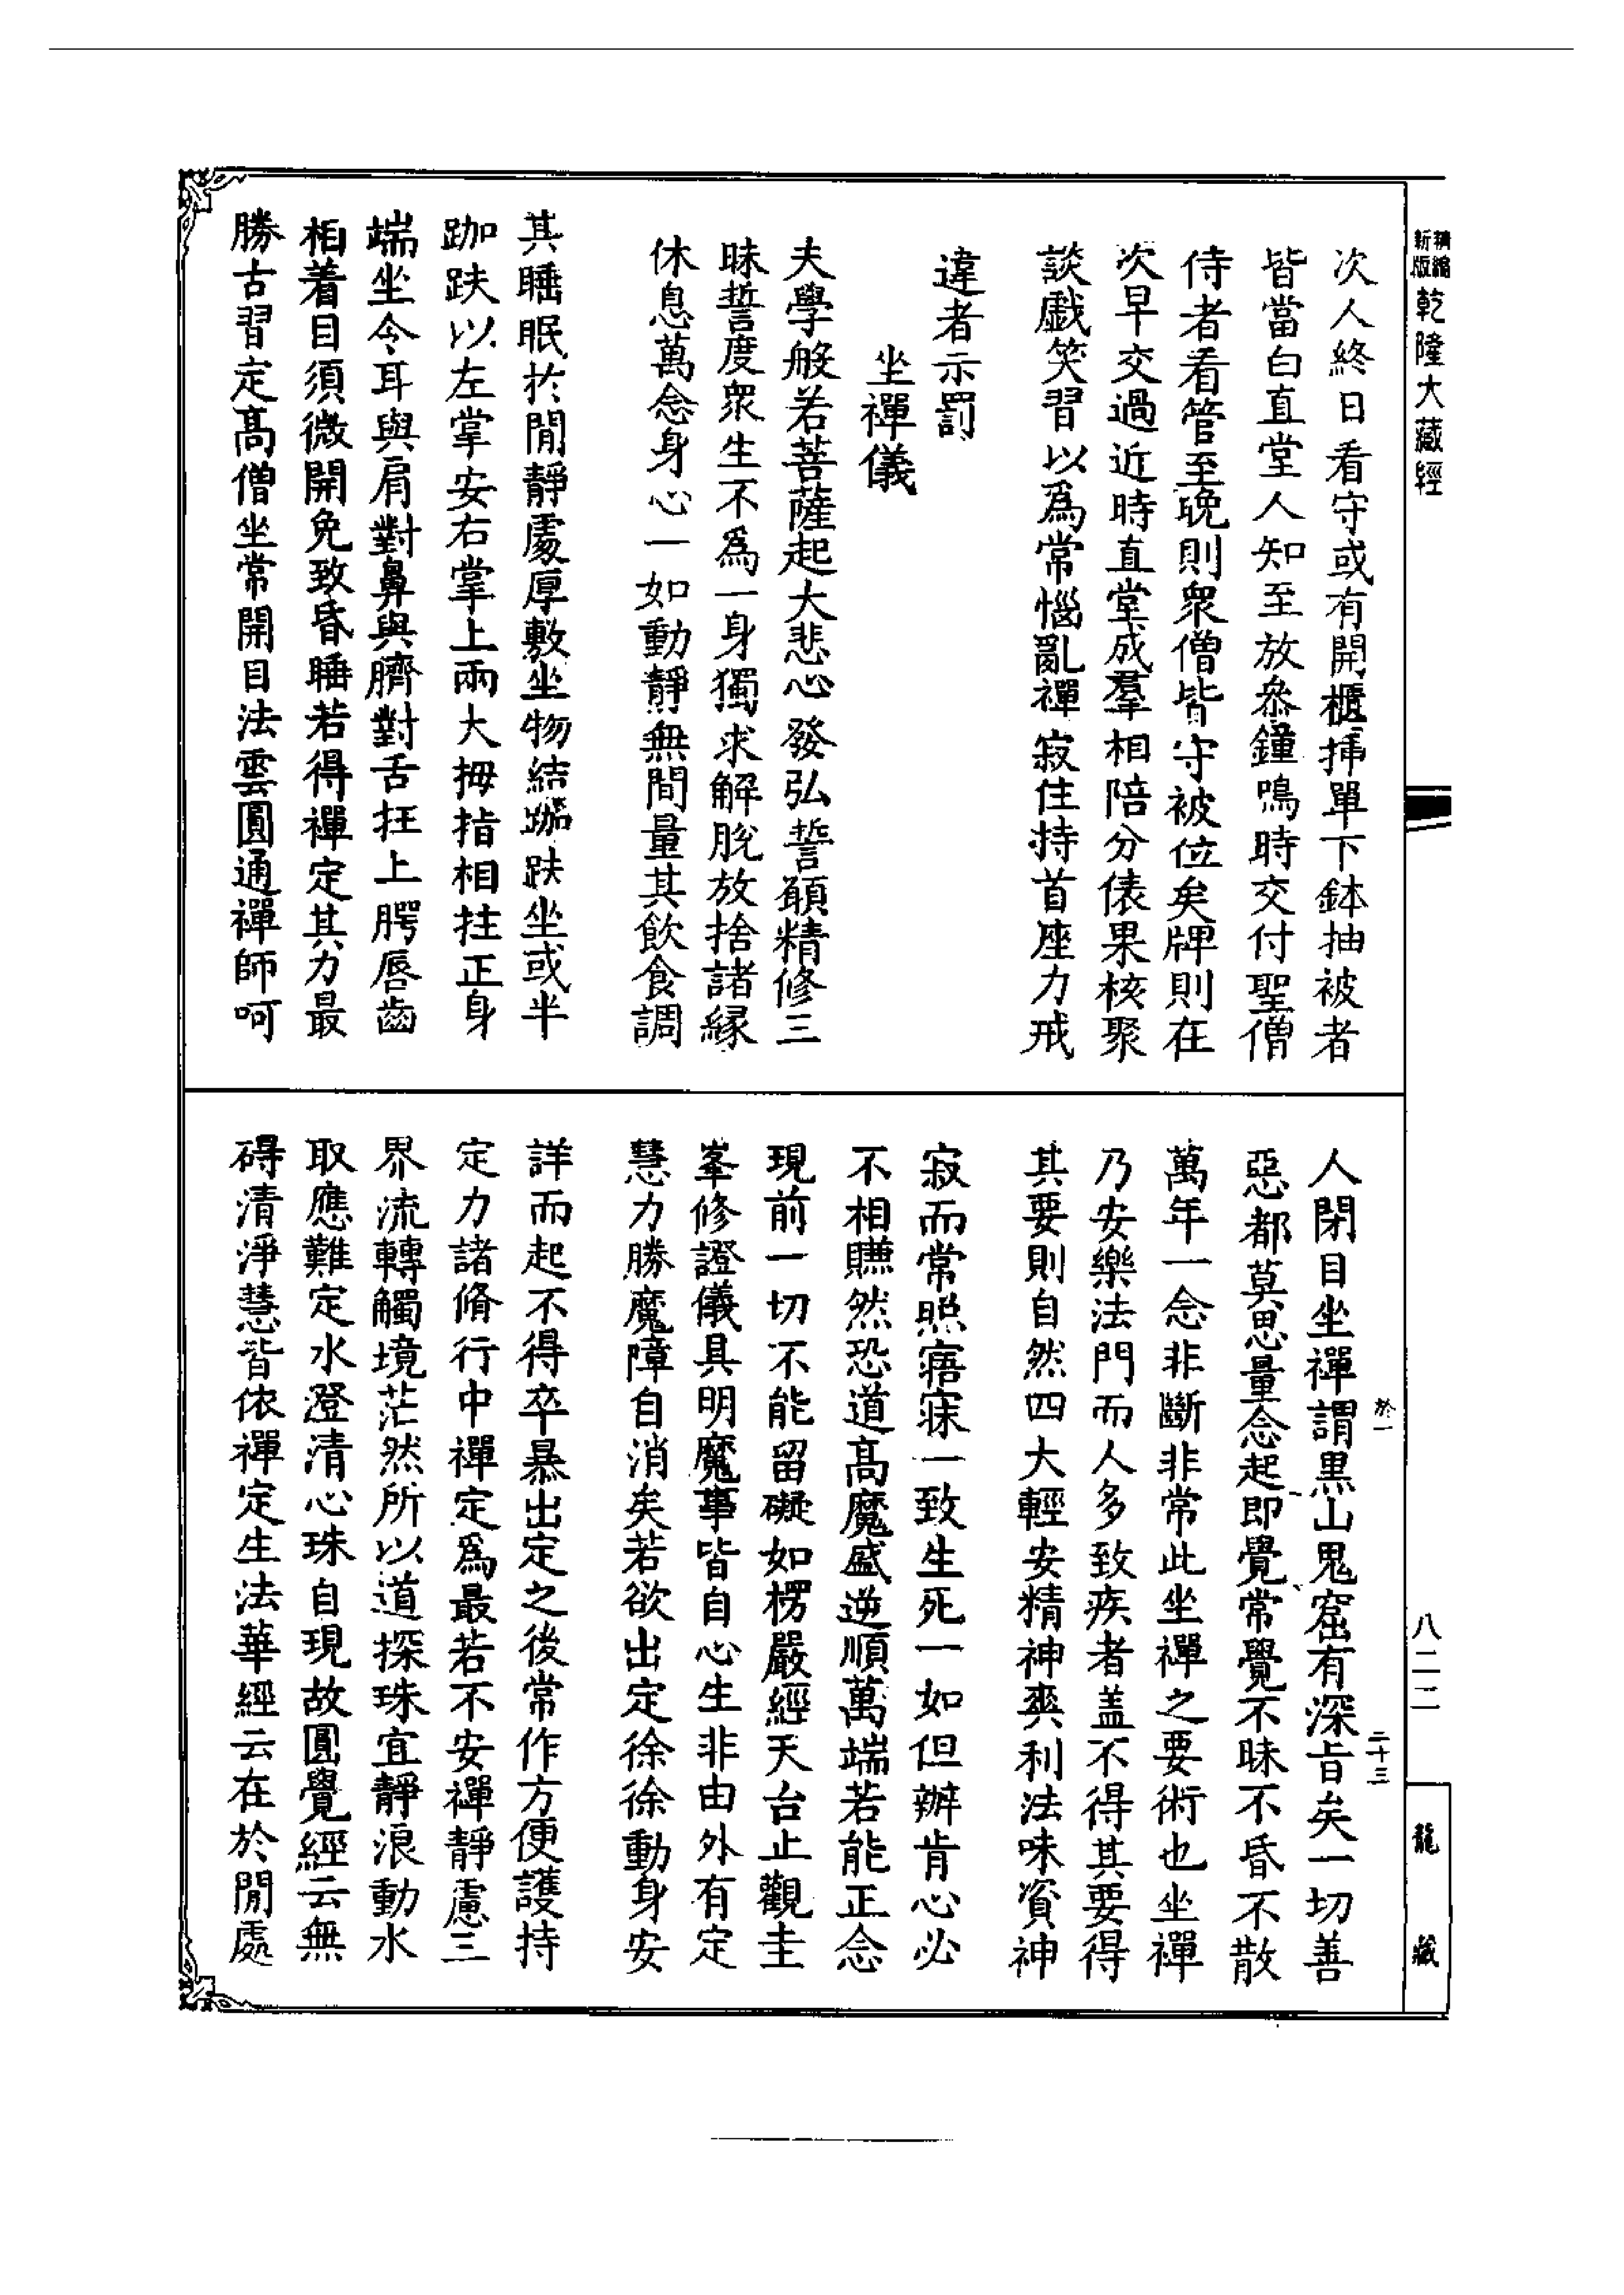 新版精縮
乾隆大藏經
次人終日看守或有開櫃掃單下鉢抽被者
皆當白直堂人知至放叅鐘鳴時交付聖僧
侍者看管至晚則衆僧皆守被位矣牌則在
次早交過近時直堂成羣相陪分俵果核聚
談戲笑習以爲常惱亂禪寂住持首座力戒
違者示罰
坐禪儀
夫學般若菩薩起大悲心發弘誓願精修三
昧誓度衆生不爲一身獨求解脫放捨諸緣
休息萬念身心一如動靜無間量其飲食調
其睡眠於閒靜處厚敷坐物結跏趺坐或半
跏趺以左掌安右掌上兩大拇指相拄正身
端坐令耳與肩對鼻與臍對舌拄上腭唇齒
相着目須微開免致昏睡若得禪定其力最
勝古習定高僧坐常開目法雲圓通禪師呵
人閉目坐禪謂黑山鬼窟有深旨矣一切善
惡都莫思量念起即覺常覺不昧不昏不散
萬年一念非斷非常此坐禪之要術也坐禪
乃安樂法門而人多致疾者盖不得其要得
其要則自然四大輕安精神爽利法味資神
寂而常照寤寐一致生死一如但辦肯心必
不相賺然恐道高魔盛逆順萬端若能正念
現前一切不能留礙如楞嚴經天台止觀圭
峯修證儀具明魔事皆自心生非由外有定
慧力勝魔障自消矣若欲出定徐徐動身安
詳而起不得卒暴出定之後常作方便護持
定力諸脩行中禪定爲最若不安禪靜慮三
界流轉觸境茫然所以道探珠宜靜浪動水
取應難定水澄清心珠自現故圓覺經云無
碍清淨慧皆依禪定生法華經云在於閒處
於一
二十三
八二二
龍藏